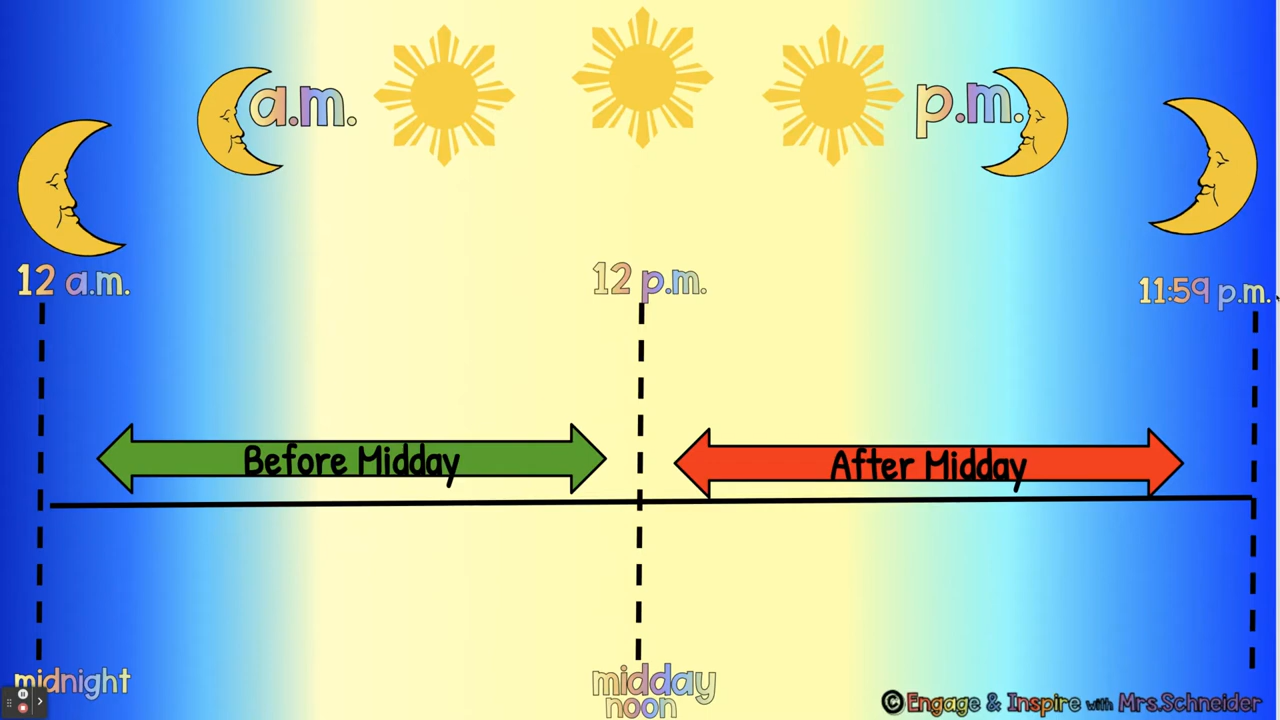 a.m.
p.m.
12 a.m.
12 p.m.
11:59 p.m.
Before Midday
After Midday
midnight
midday
noon
© Engage & Inspire with Mrs.Schneider